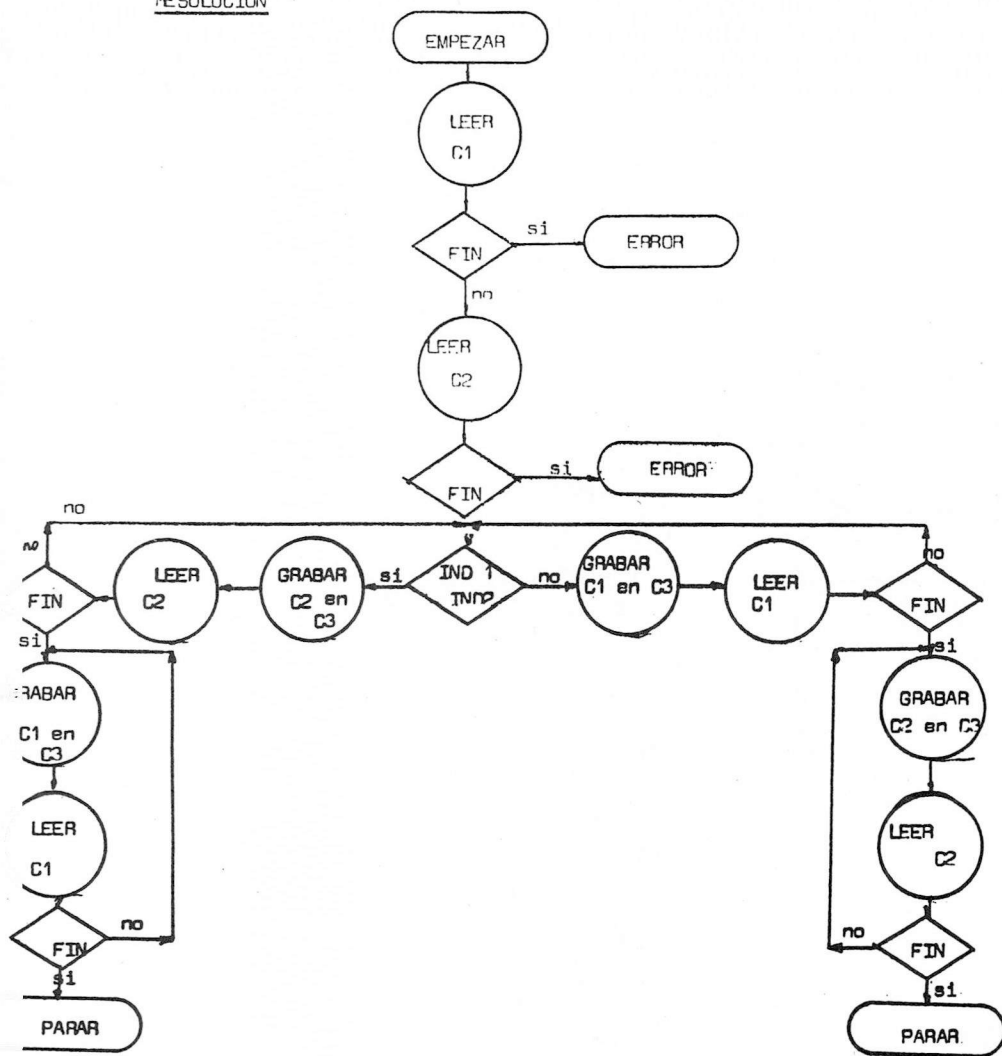 RESOLUCION
EMPEZAR
LEER
C1
FIN
si
ERROR
no
LEER
C2
FIN
si
ERROR
no
no
FIN
si
LEER
C2
GRABAR
C2 en
C3
si
IND 1
IND2
no
GRABAR
C1 en C3
LEER
C1
no
FIN
si
RABAR
C1 en
C3
LEER
C1
FIN
no
si
PARAR
GRABAR
C2 en C3
LEER
C2
no
FIN
si
PARAR